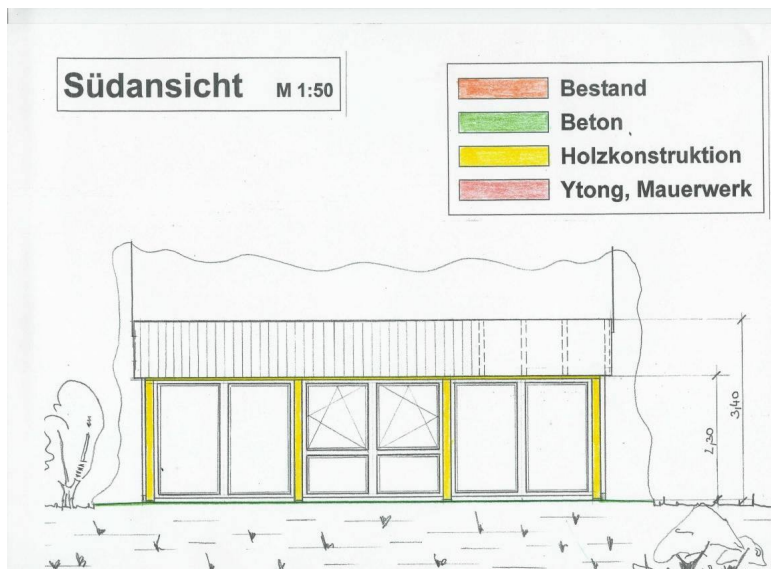 Südansicht M 1:50
Bestand
Beton
Holzkonstruktion
Ytong, Mauerwerk
2,30
3,40